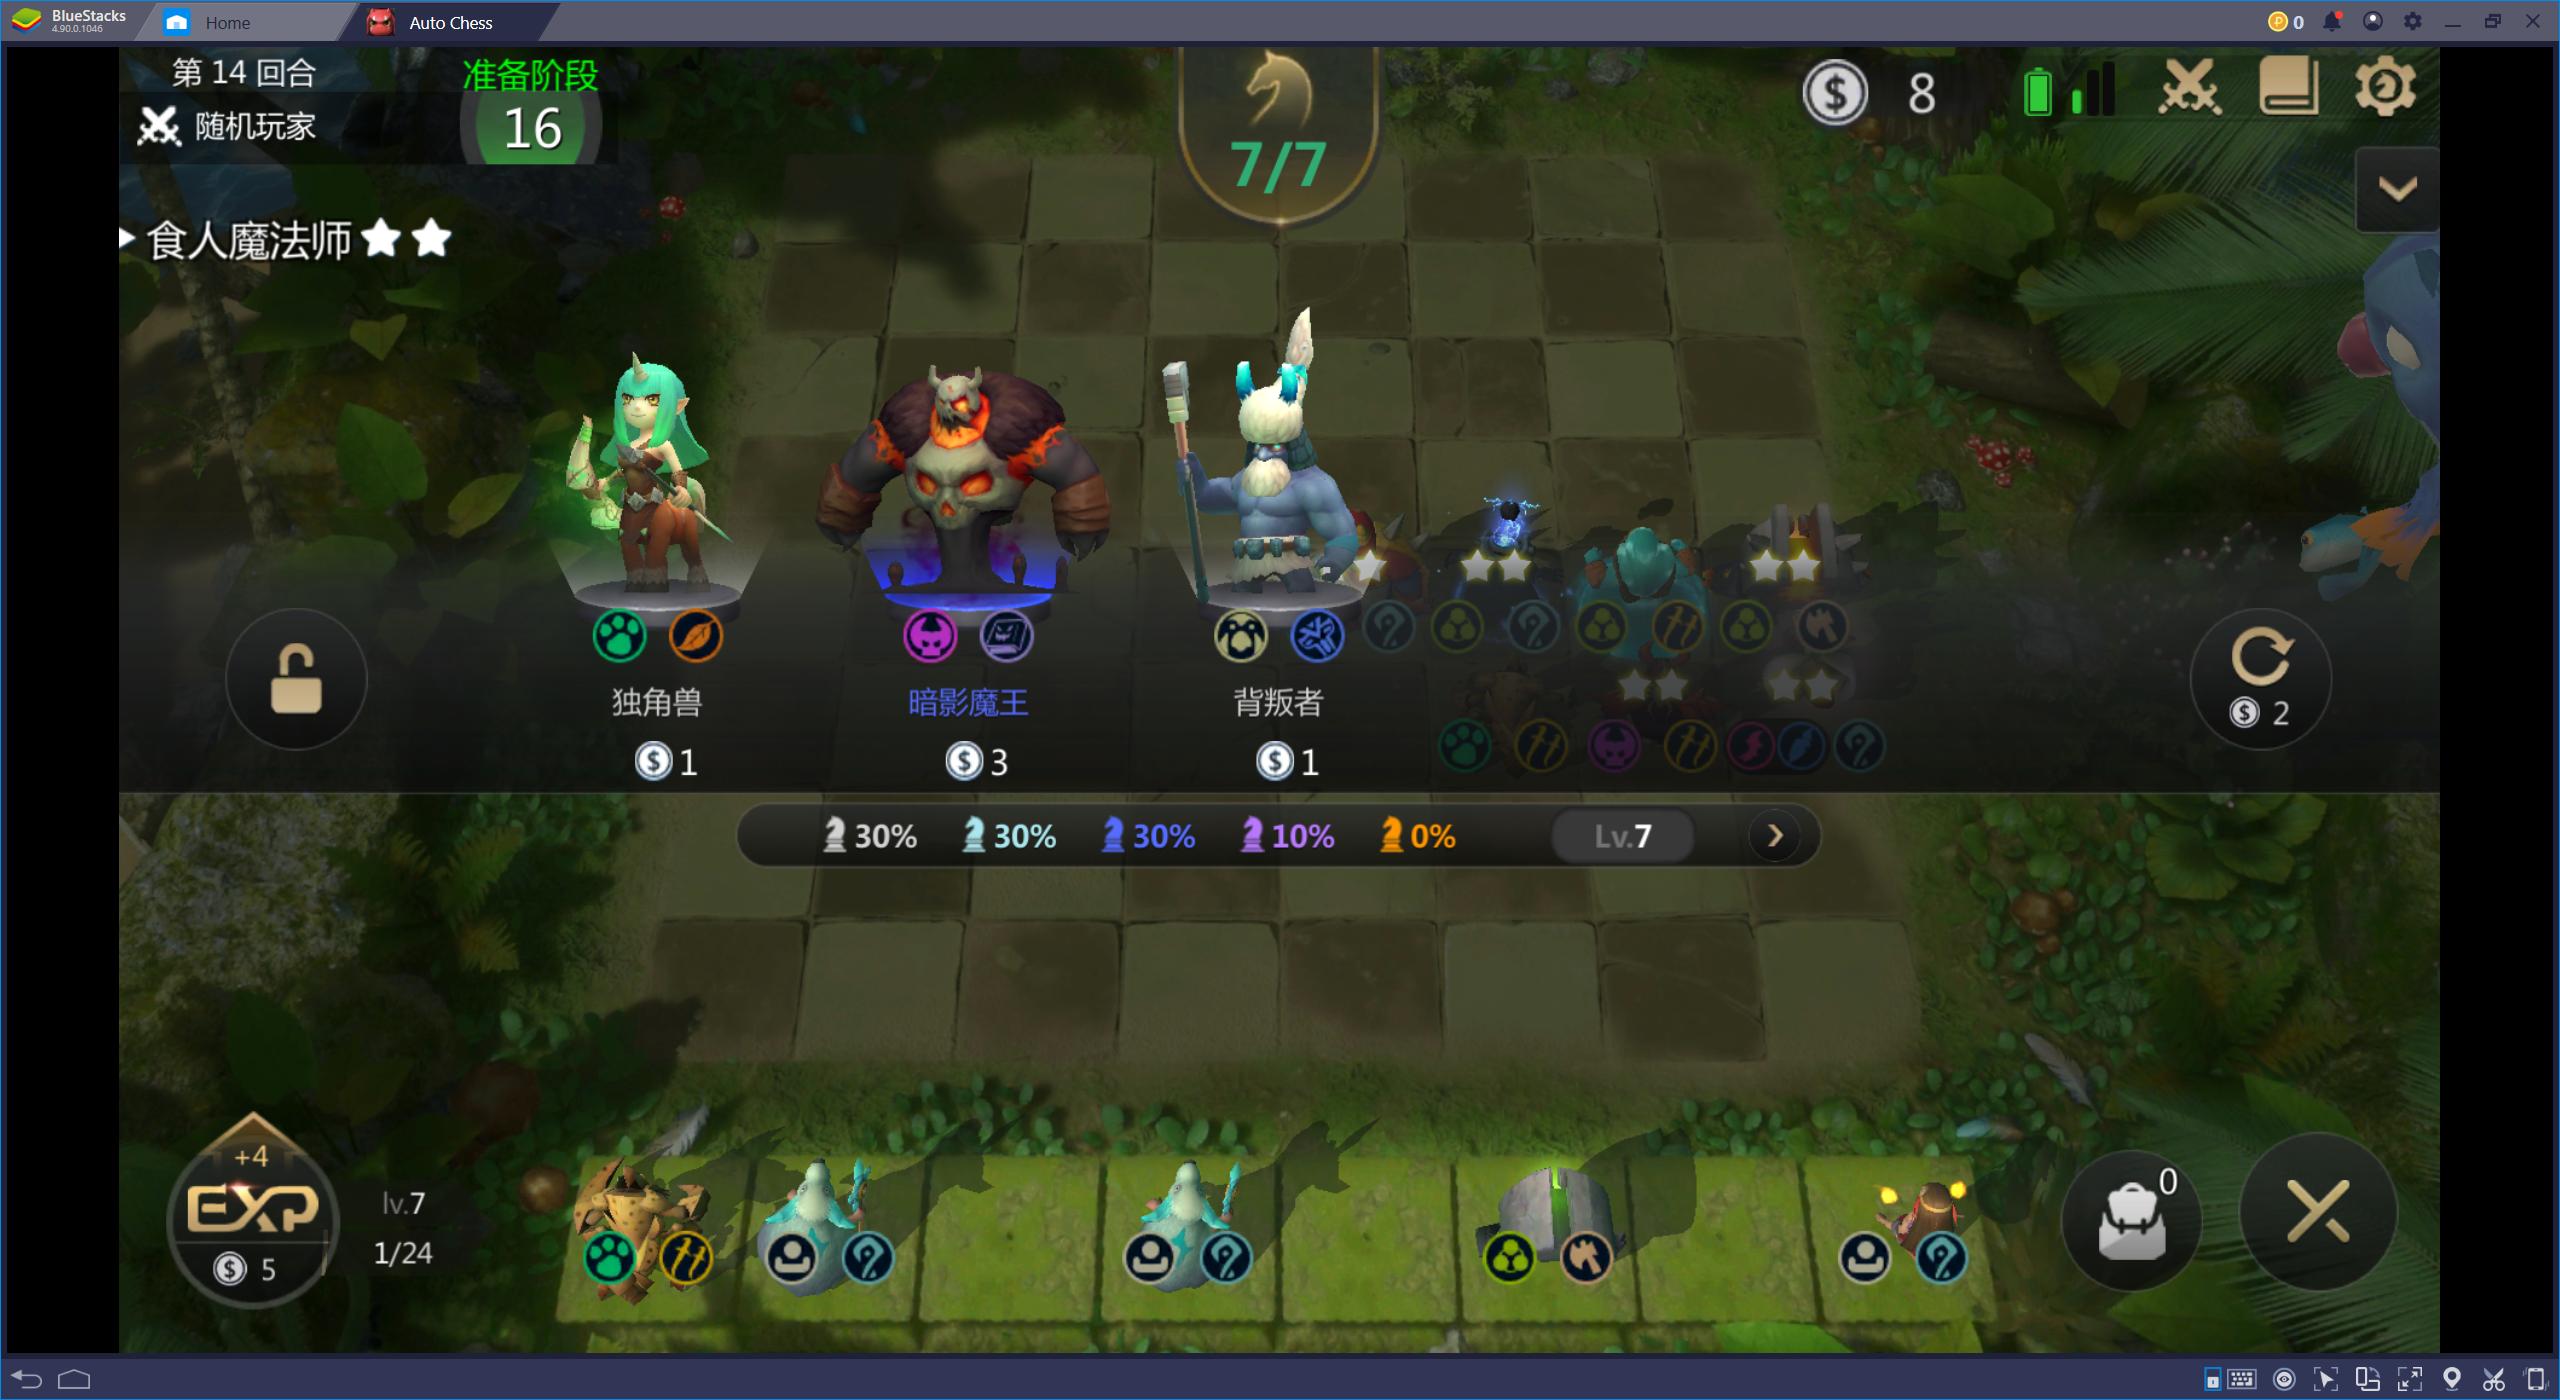 BlueStacks
4.90.0.1046
Home
Auto Chess
0
第 14 回合
准备阶段
随机玩家
16
7/7
8
食人魔法师
独角兽
暗影魔王
背叛者
1
3
1
2
30%
30%
30%
10%
0%
Lv.7
+4
EXP
5
lv.7
1/24
0